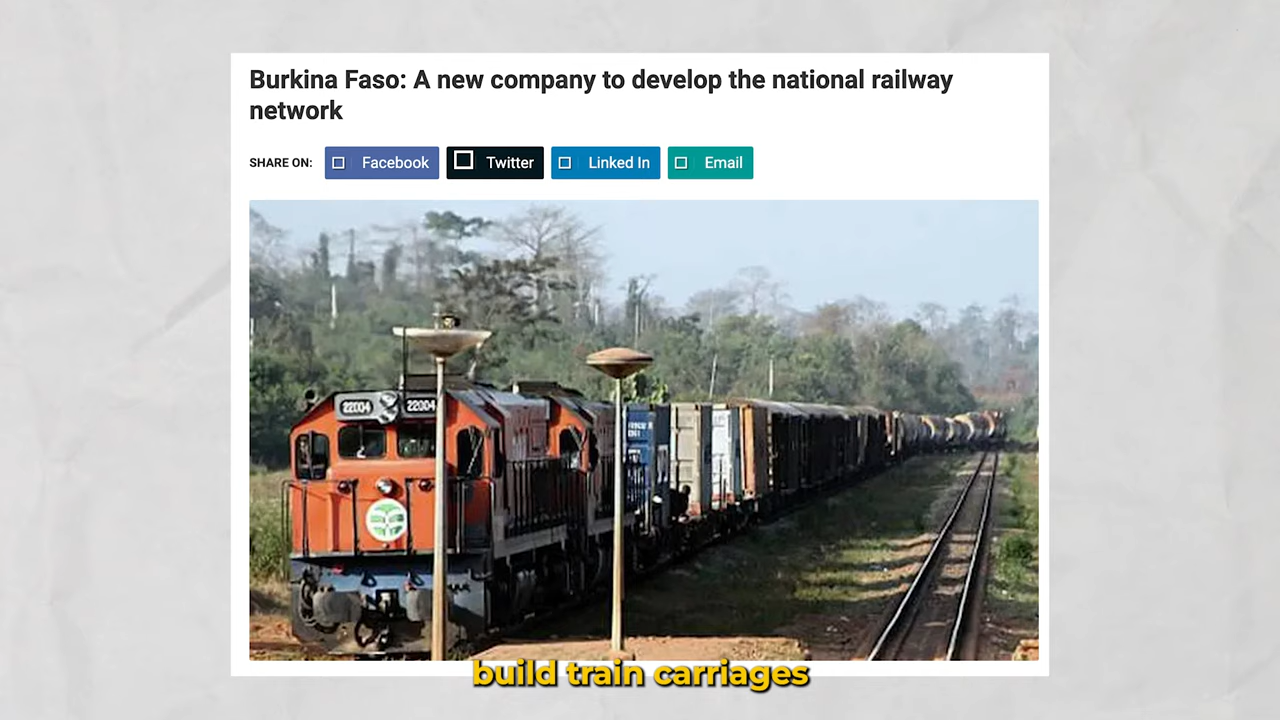 Burkina Faso: A new company to develop the national railway
network
SHARE ON:
Facebook
Twitter
Linked In
Email
22004
22004
build train carriages